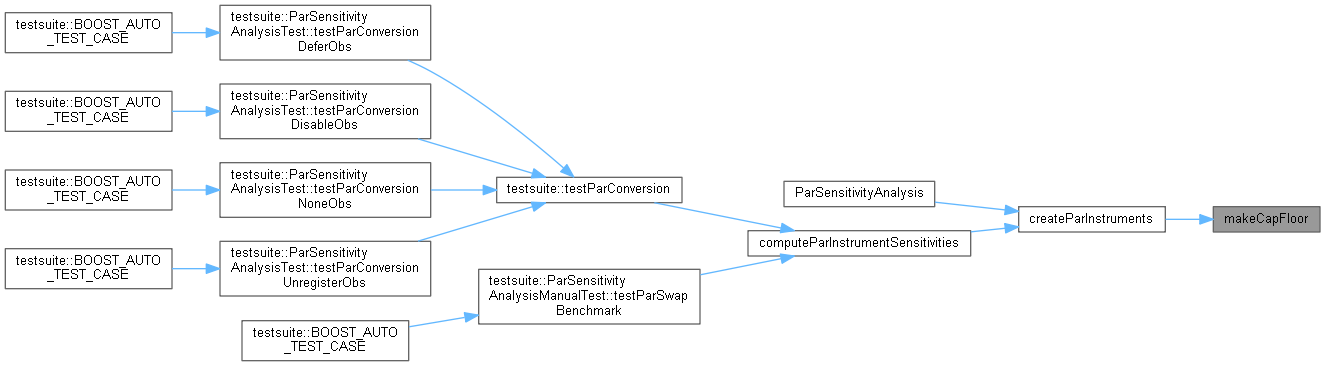 testsuite::BOOST_AUTO
_TEST_CASE
testsuite::ParSensitivity
AnalysisTest::testParConversion
DeferObs
testsuite::BOOST_AUTO
_TEST_CASE
testsuite::ParSensitivity
AnalysisTest::testParConversion
DisableObs
testsuite::BOOST_AUTO
_TEST_CASE
testsuite::ParSensitivity
AnalysisTest::testParConversion
NoneObs
testsuite::BOOST_AUTO
_TEST_CASE
testsuite::ParSensitivity
AnalysisTest::testParConversion
UnregisterObs
testsuite::testParConversion
ParSensitivityAnalysis
createParInstruments
makeCapFloor
computeParInstrumentSensitivities
testsuite::ParSensitivity
AnalysisManualTest::testParSwap
Benchmark
testsuite::BOOST_AUTO
_TEST_CASE